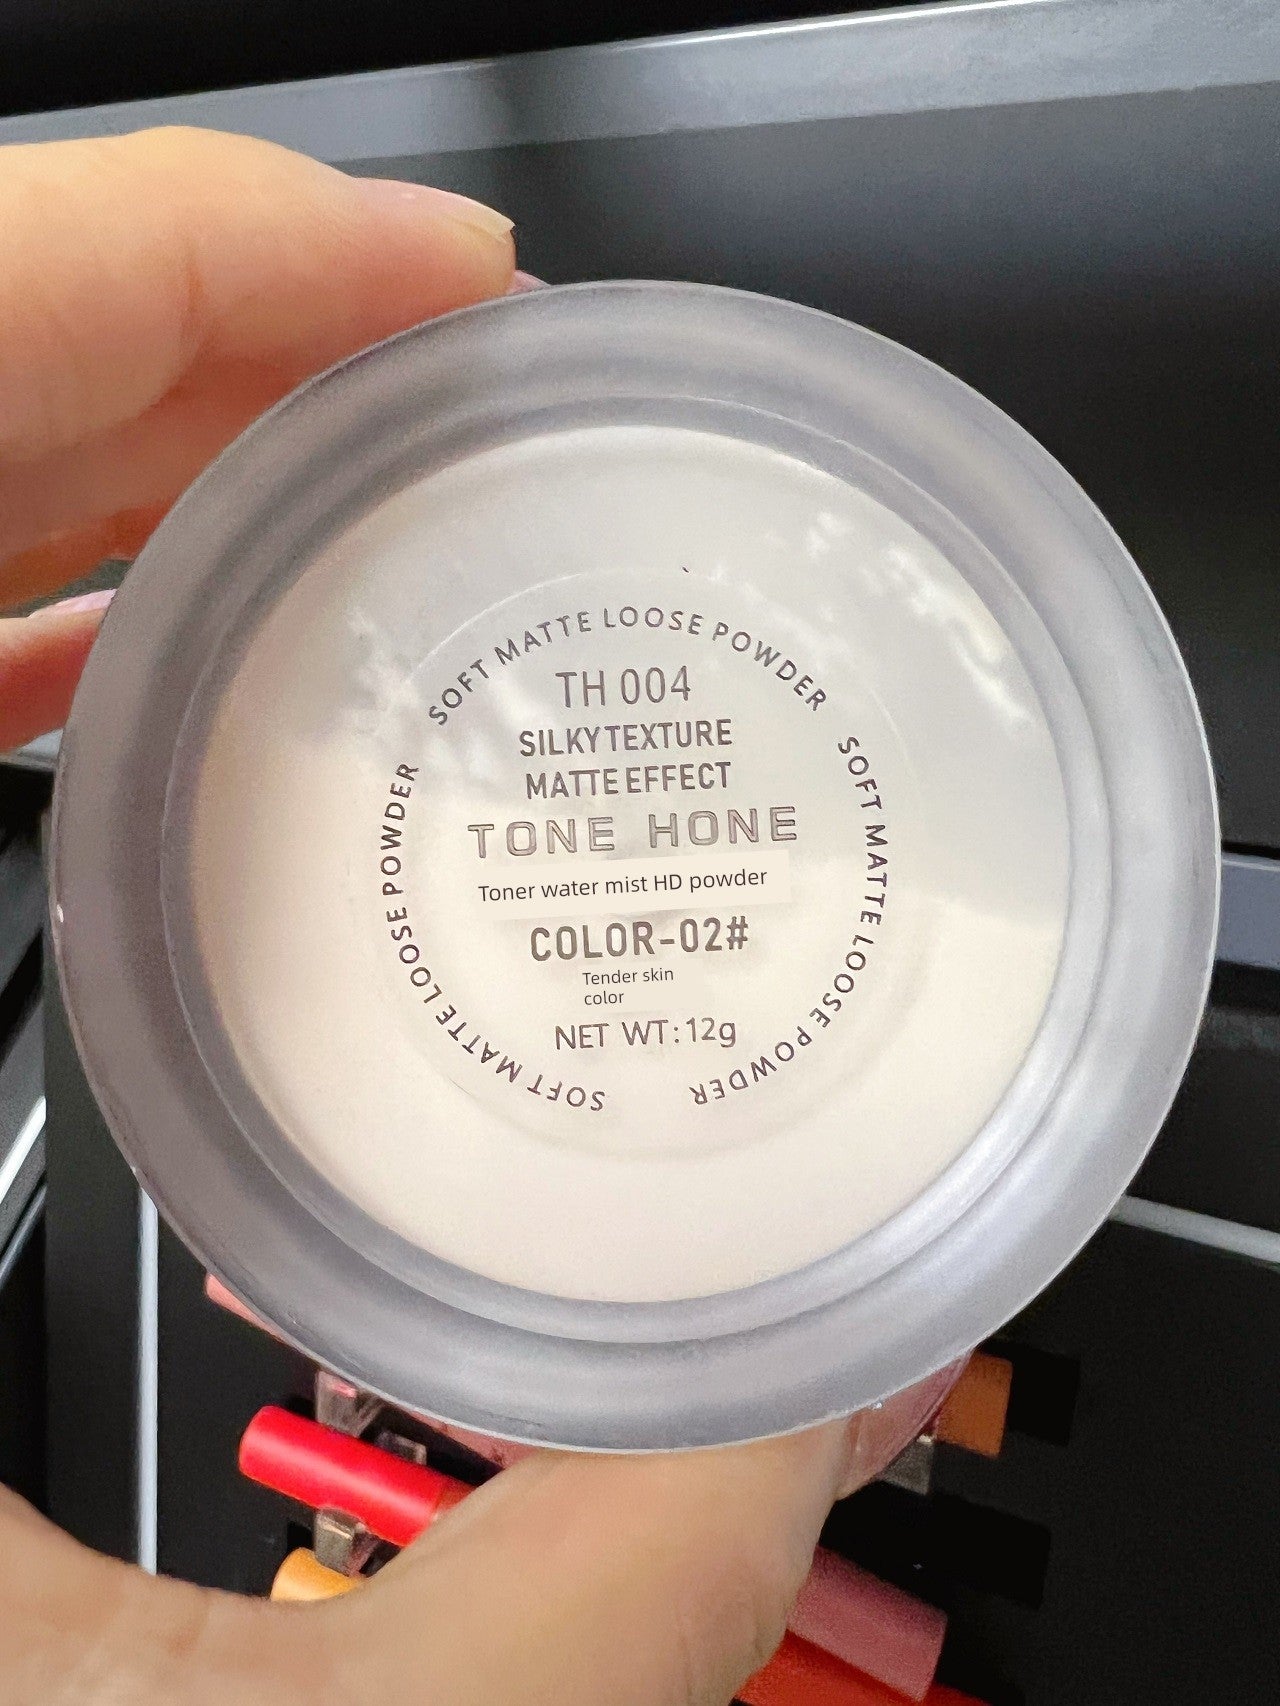 SOFT MATTE LOOSE POWDER
SOFT MATTE LOOSE POWDER
SOFT MATTE LOOSE POWDER
TH 004
SILKY TEXTURE
MATTE EFFECT
TONE HONE
Toner water mist HD powder
COLOR-02#
Tender skin
color
NET WT:12g